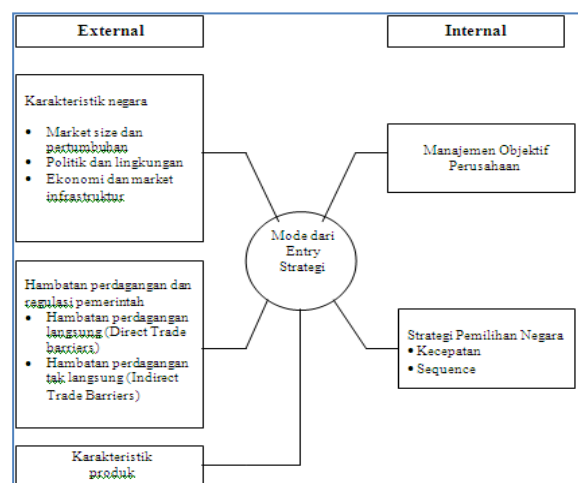 External
Internal
Karakteristik negara
• Market size dan
pertumbuhan
• Politik dan lingkungan
• Ekonomi dan market
infrastruktur
Manajemen Objektif
Perusahaan
Mode dari
Entry
Strategi
Hambatan perdagangan dan
regulasi pemerintah
• Hambatan perdagangan
langsung (Direct Trade
barriers)
• Hambatan perdagangan
tak langsung (Indirect
Trade Barriers)
Strategi Pemilihan Negara
• Kecepatan
• Sequence
Karakteristik
produk